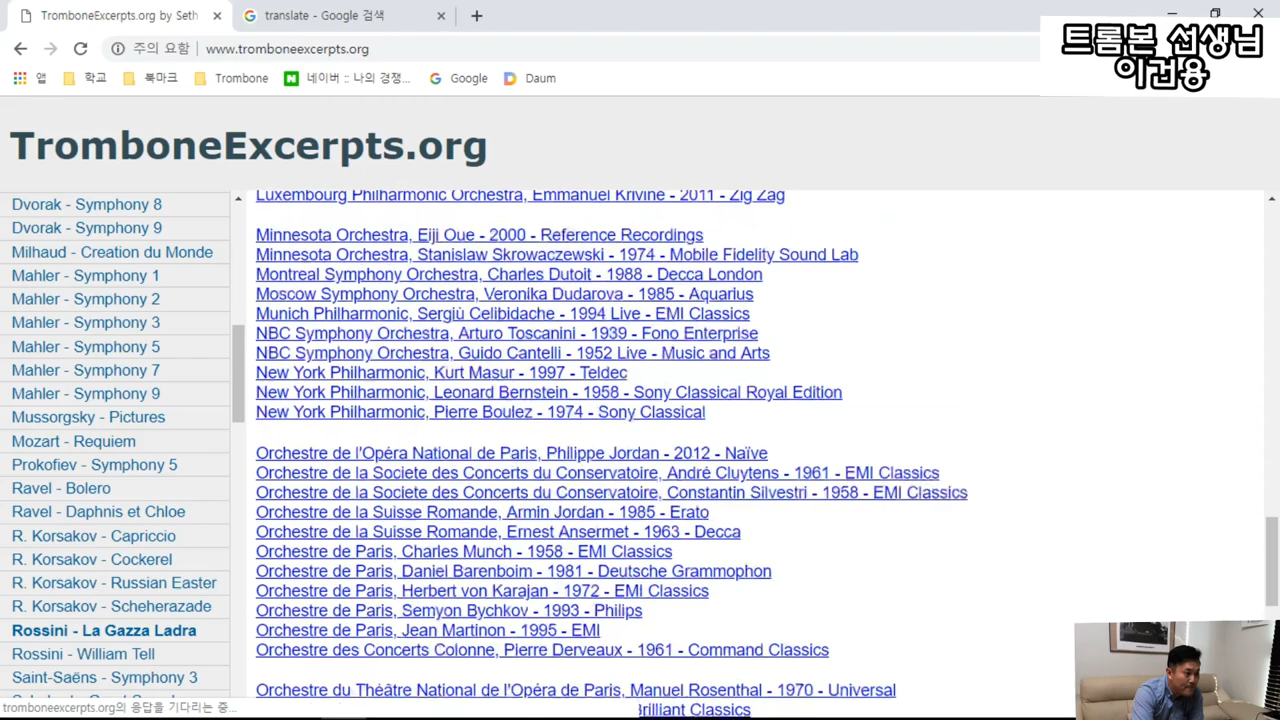 TromboneExcerpts.org by Seth
translate - Google 검색
주의 요함 | www.tromboneexcerpts.org
트롬본 선생님
이건용
앱 학교 북마크 Trombone 네이버 :: 나의 경쟁... Google Daum
TromboneExcerpts.org
Dvorak - Symphony 8
Dvorak - Symphony 9
Milhaud - Creation du Monde
Mahler - Symphony 1
Mahler - Symphony 2
Mahler - Symphony 3
Mahler - Symphony 5
Mahler - Symphony 7
Mahler - Symphony 9
Mussorgsky - Pictures
Mozart - Requiem
Prokofiev - Symphony 5
Ravel - Bolero
Ravel - Daphnis et Chloe
R. Korsakov - Capriccio
R. Korsakov - Cockerel
R. Korsakov - Russian Easter
R. Korsakov - Scheherazade
Rossini - La Gazza Ladra
Rossini - William Tell
Saint-Saëns - Symphony 3
tromboneexcerpts.org의 응답을 기다리는 중...
Luxembourg Philharmonic Orchestra, Emmanuel Krivine - 2011 - Zig Zag
Minnesota Orchestra, Eiji Oue - 2000 - Reference Recordings
Minnesota Orchestra, Stanislaw Skrowaczewski - 1974 - Mobile Fidelity Sound Lab
Montreal Symphony Orchestra, Charles Dutoit - 1988 - Decca London
Moscow Symphony Orchestra, Veronika Dudarova - 1985 - Aquarius
Munich Philharmonic, Sergiù Celibidache - 1994 Live - EMI Classics
NBC Symphony Orchestra, Arturo Toscanini - 1939 - Fono Enterprise
NBC Symphony Orchestra, Guido Cantelli - 1952 Live - Music and Arts
New York Philharmonic, Kurt Masur - 1997 - Teldec
New York Philharmonic, Leonard Bernstein - 1958 - Sony Classical Royal Edition
New York Philharmonic, Pierre Boulez - 1974 - Sony Classical
Orchestre de l'Opéra National de Paris, Philippe Jordan - 2012 - Naïve
Orchestre de la Societe des Concerts du Conservatoire, André Cluytens - 1961 - EMI Classics
Orchestre de la Societe des Concerts du Conservatoire, Constantin Silvestri - 1958 - EMI Classics
Orchestre de la Suisse Romande, Armin Jordan - 1985 - Erato
Orchestre de la Suisse Romande, Ernest Ansermet - 1963 - Decca
Orchestre de Paris, Charles Munch - 1958 - EMI Classics
Orchestre de Paris, Daniel Barenboim - 1981 - Deutsche Grammophon
Orchestre de Paris, Herbert von Karajan - 1972 - EMI Classics
Orchestre de Paris, Semyon Bychkov - 1993 - Philips
Orchestre de Paris, Jean Martinon - 1995 - EMI
Orchestre des Concerts Colonne, Pierre Derveaux - 1961 - Command Classics
Orchestre du Théâtre National de l'Opéra de Paris, Manuel Rosenthal - 1970 - Universal
Brilliant Classics